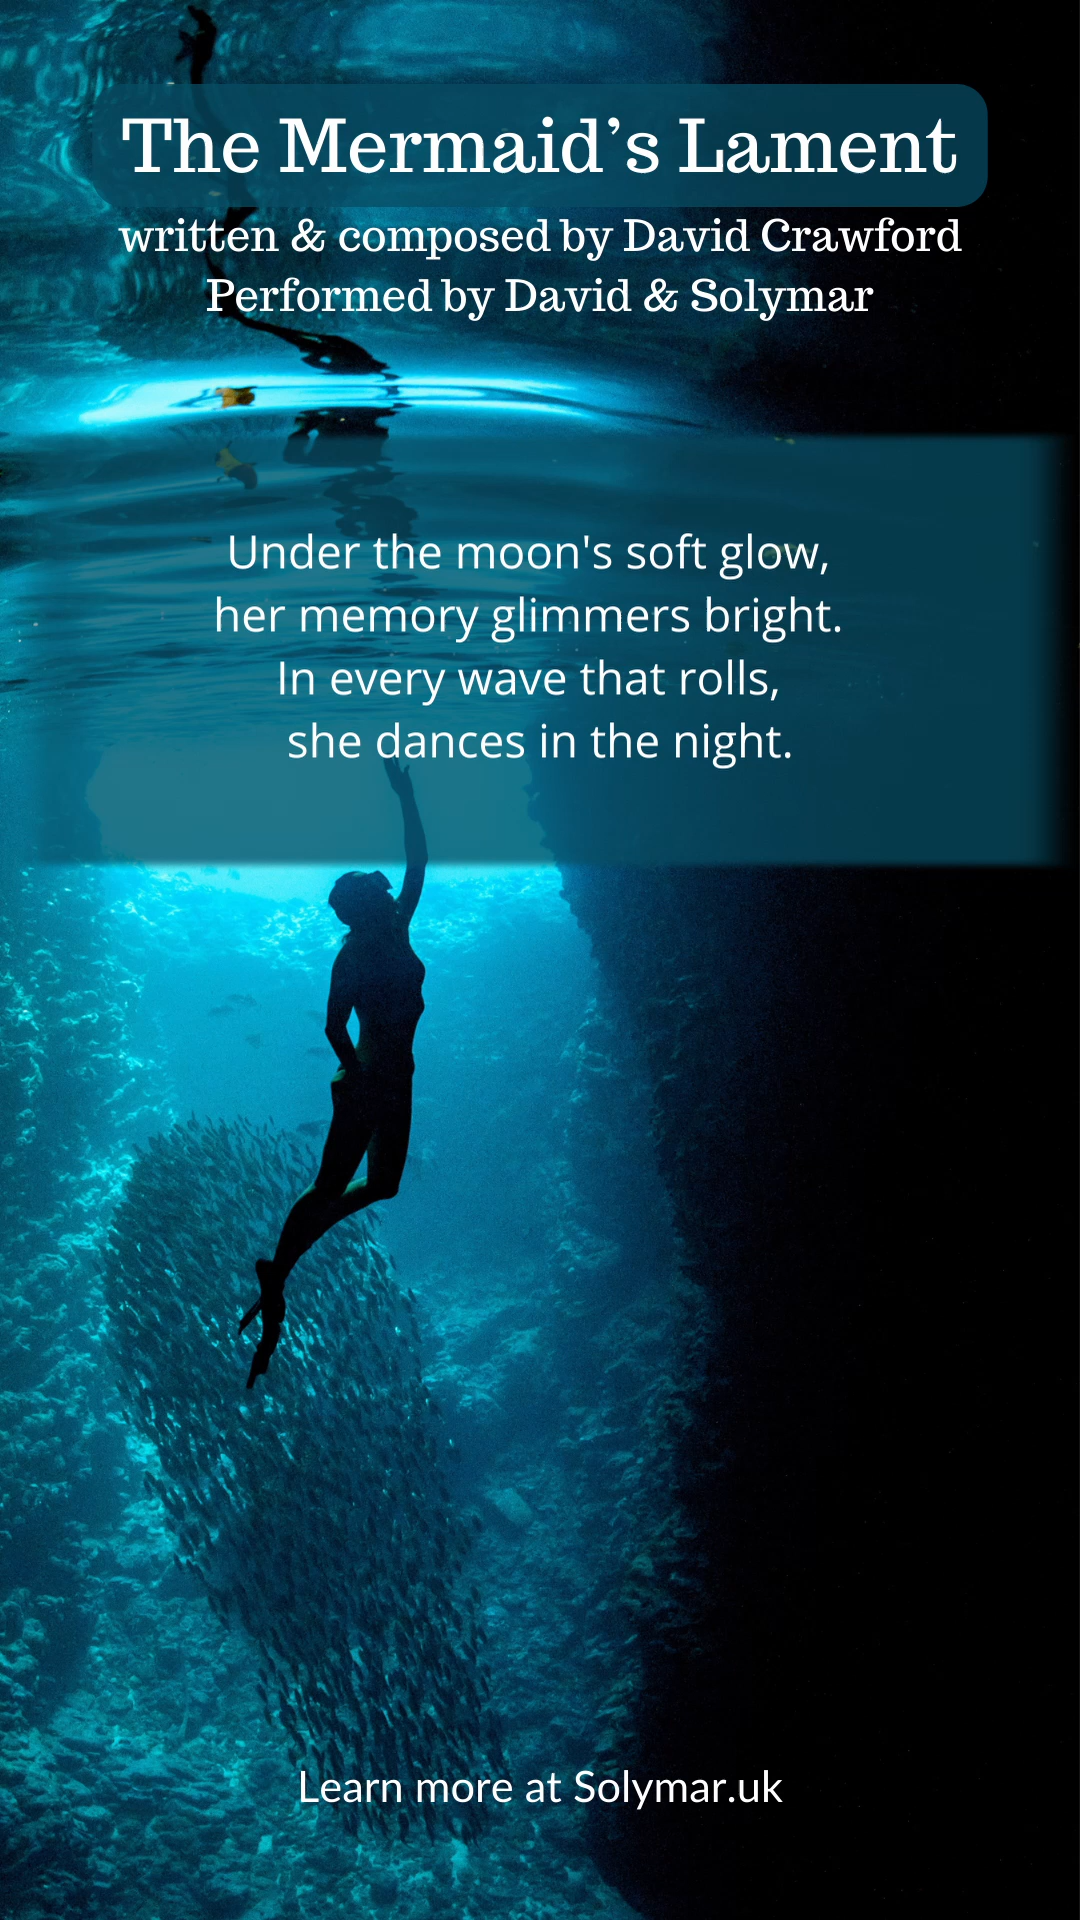 The Mermaid’s Lament
written & composed by David Crawford
Performed by David & Solymar
Under the moon's soft glow,
her memory glimmers bright.
In every wave that rolls,
she dances in the night.
Learn more at Solymar.uk